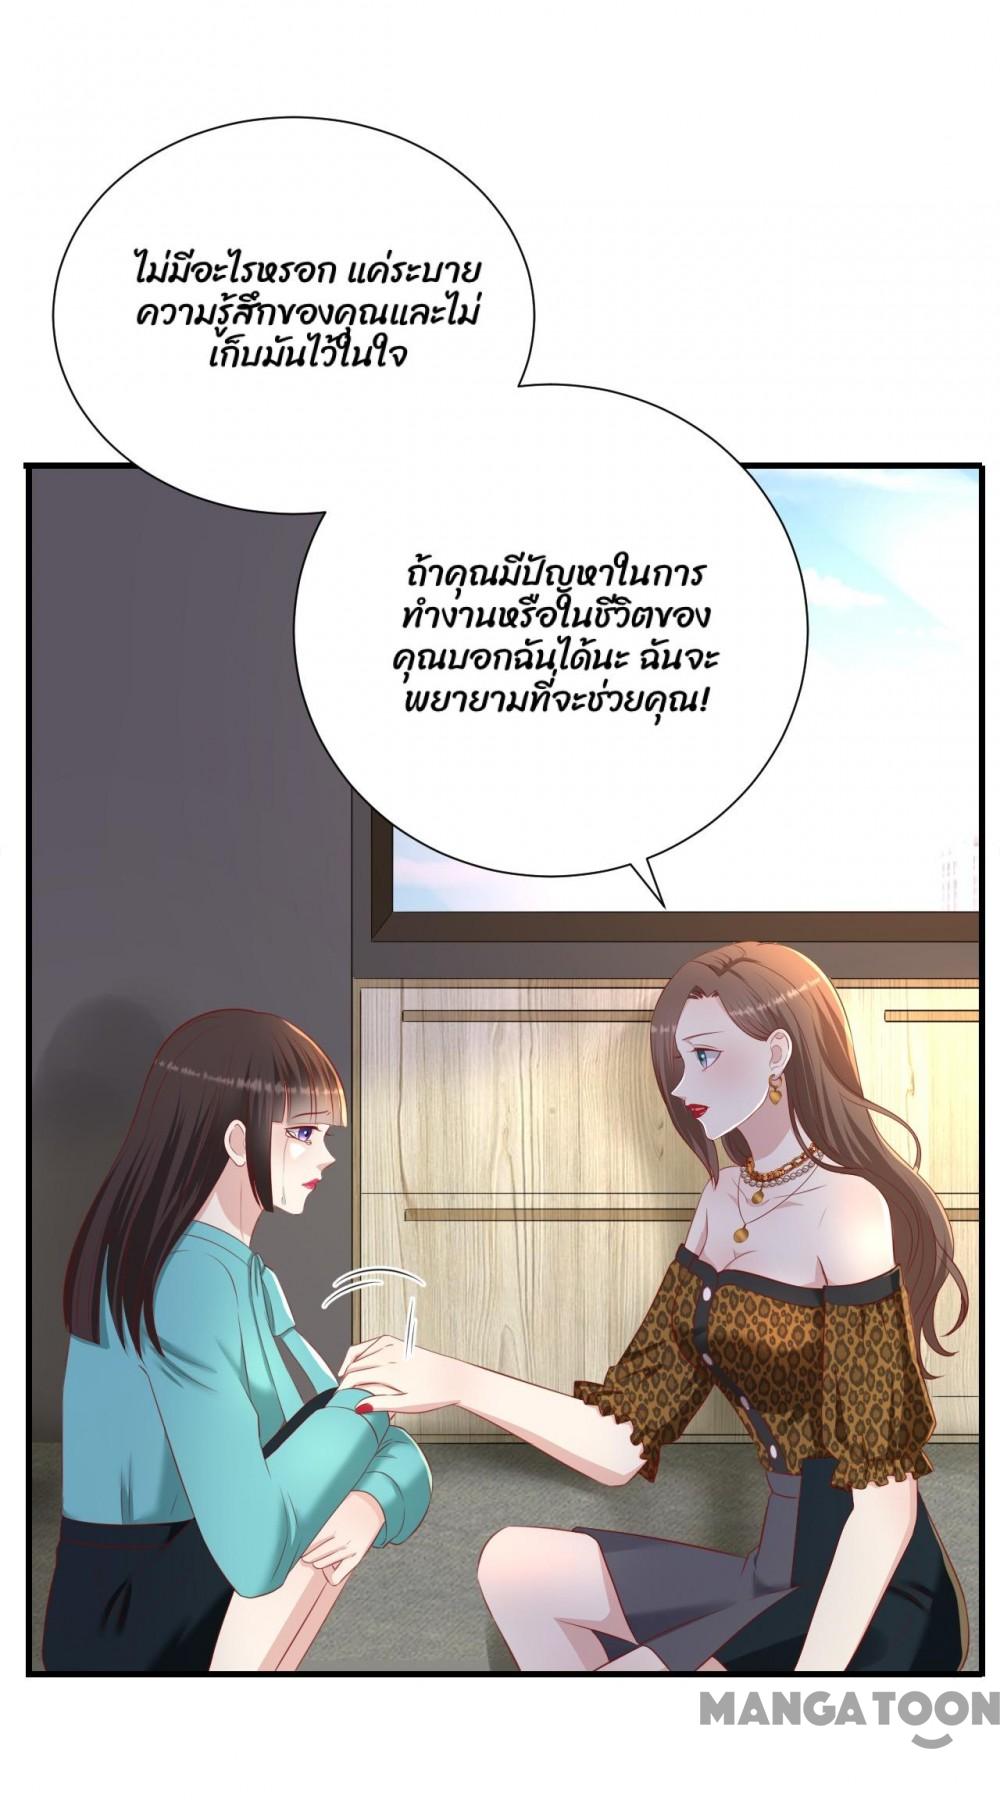 ไม่มีอะไรหรอก แค่ระบาย
ความรู้สึกของคุณและไม่
เก็บมันไว้ในใจ
ถ้าคุณมีปัญหาในการ
ทำงานหรือในชีวิตของ
คุณบอกฉันได้นะ ฉันจะ
พยายามที่จะช่วยคุณ!
MANGATOON